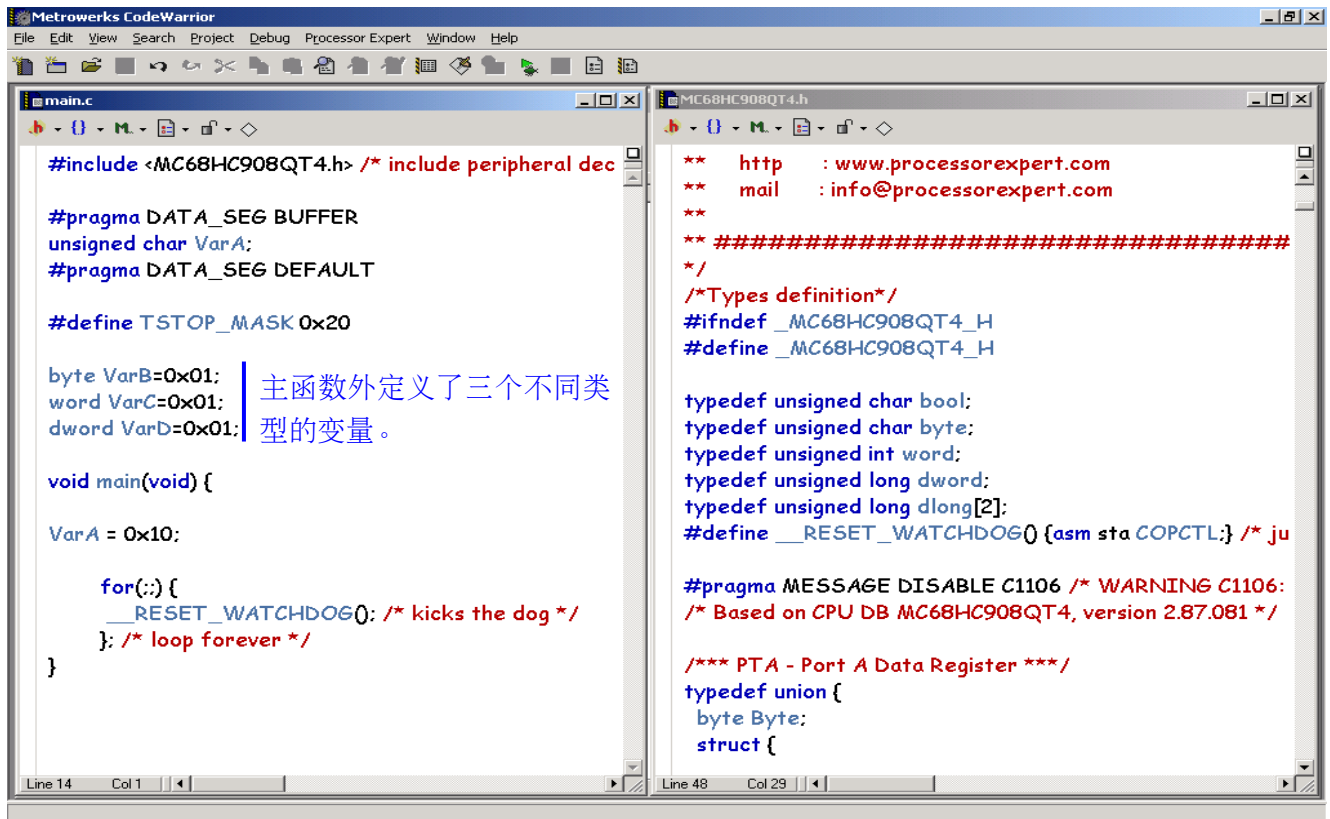 Metrowerks CodeWarrior
File Edit View Search Project Debug Processor Expert Window Help
main.c
#include <MC68HC908QT4.h> /* include peripheral dec
#pragma DATA_SEG BUFFER
unsigned char VarA;
#pragma DATA_SEG DEFAULT
#define TSTOP_MASK 0x20
byte VarB=0x01;
word VarC=0x01;
dword VarD=0x01;
主函数外定义了三个不同类
型的变量。
void main(void) {
VarA = 0x10;
for(;;) {
__RESET_WATCHDOG(); /* kicks the dog */
}; /* loop forever */
}
Line 14 Col 1
MC68HC908QT4.h
** http : www.processorexpert.com
** mail : info@processorexpert.com
**
** ################################
*/
/*Types definition*/
#ifndef _MC68HC908QT4_H
#define _MC68HC908QT4_H
typedef unsigned char bool;
typedef unsigned char byte;
typedef unsigned int word;
typedef unsigned long dword;
typedef unsigned long dlong[2];
#define __RESET_WATCHDOG() {asm sta COPCTL;} /* ju
#pragma MESSAGE DISABLE C1106 /* WARNING C1106:
/* Based on CPU DB MC68HC908QT4, version 2.87.081 */
/*** PTA - Port A Data Register ***/
typedef union {
byte Byte;
struct {
Line 48 Col 29